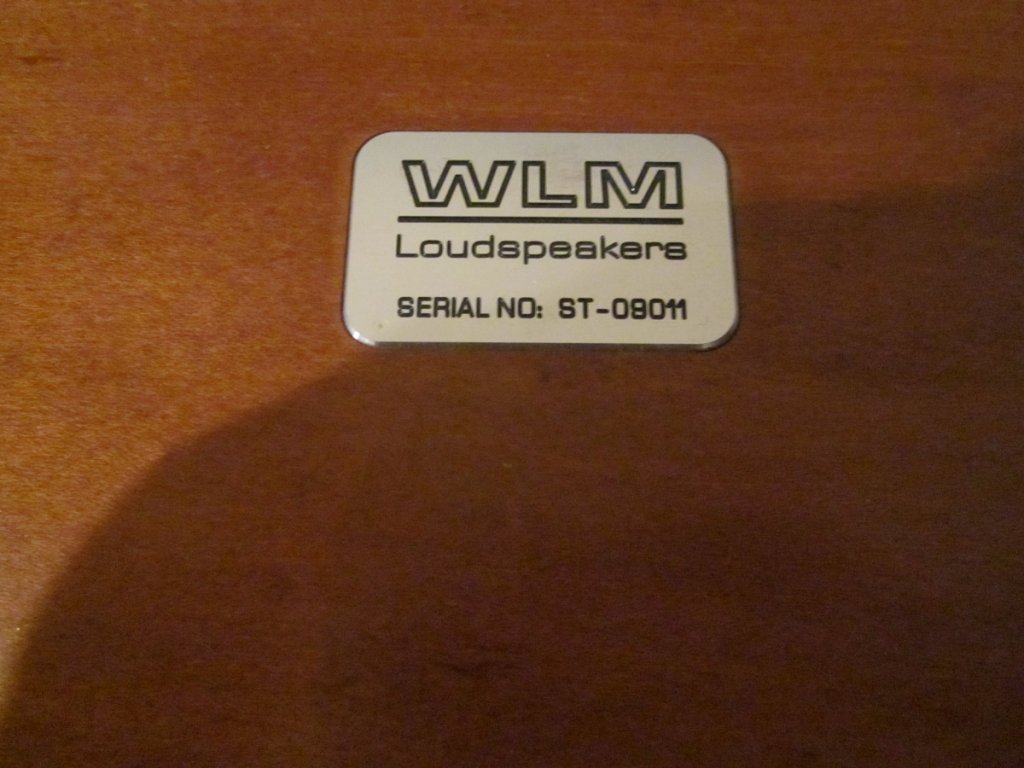 WLM
Loudspeakers
SERIAL NO: ST-09011